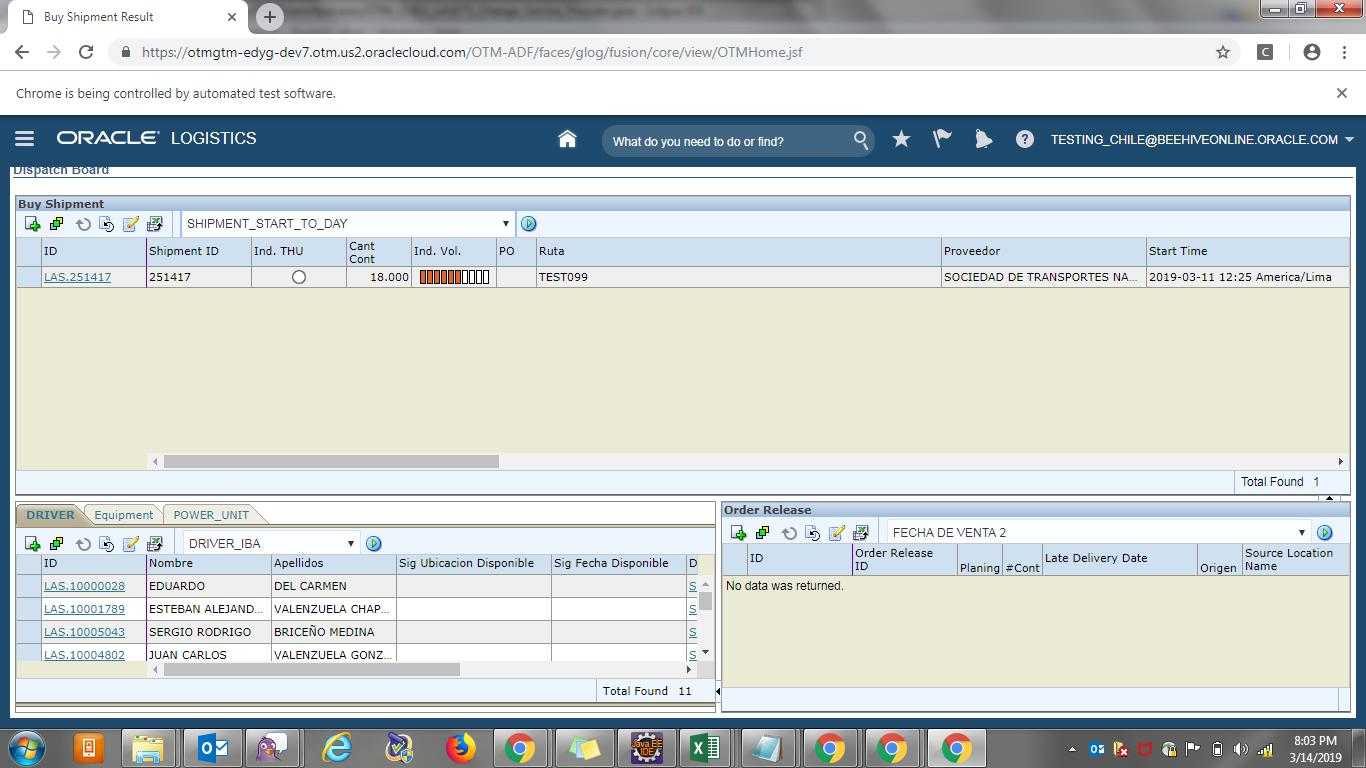 Buy Shipment Result
https://otmgtm-edyg-dev7.otm.us2.oraclecloud.com/OTM-ADF/faces/glog/fusion/core/view/OTMHome.jsf
C
Chrome is being controlled by automated test software.
ORACLE LOGISTICS
What do you need to do or find?
TESTING_CHILE@BEEHIVEONLINE.ORACLE.COM
Dispatch Board
Buy Shipment
SHIPMENT_START_TO_DAY
ID Shipment ID Ind. THU Cant Cont Ind. Vol. PO Ruta Proveedor Start Time
LAS.251417 251417 18.000 TEST099 SOCIEDAD DE TRANSPORTES NA... 2019-03-11 12:25 America/Lima
Total Found 1
DRIVER Equipment POWER_UNIT
DRIVER_IBA
ID Nombre Apellidos Sig Ubicacion Disponible Sig Fecha Disponible D
LAS.10000028 EDUARDO DEL CARMEN S
LAS.10001789 ESTEBAN ALEJAND... VALENZUELA CHAP... S
LAS.10005043 SERGIO RODRIGO BRICEÑO MEDINA S
LAS.10004802 JUAN CARLOS VALENZUELA GONZ... S
Total Found 11
Order Release
FECHA DE VENTA 2
ID Order Release ID Planing #Cont Late Delivery Date Origen Source Location Name
No data was returned.
Java EE IDE
8:03 PM
3/14/2019